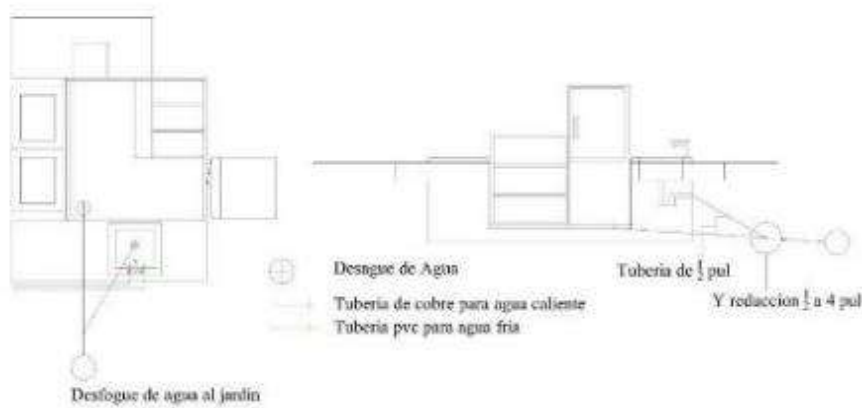 Desague de Agua
Tuberia de cobre para agua caliente
Tuberia pvc para agua fria
Desfogue de agua al jardin
Tuberia de ½ pul
Y reduccion ½ a 4 pul